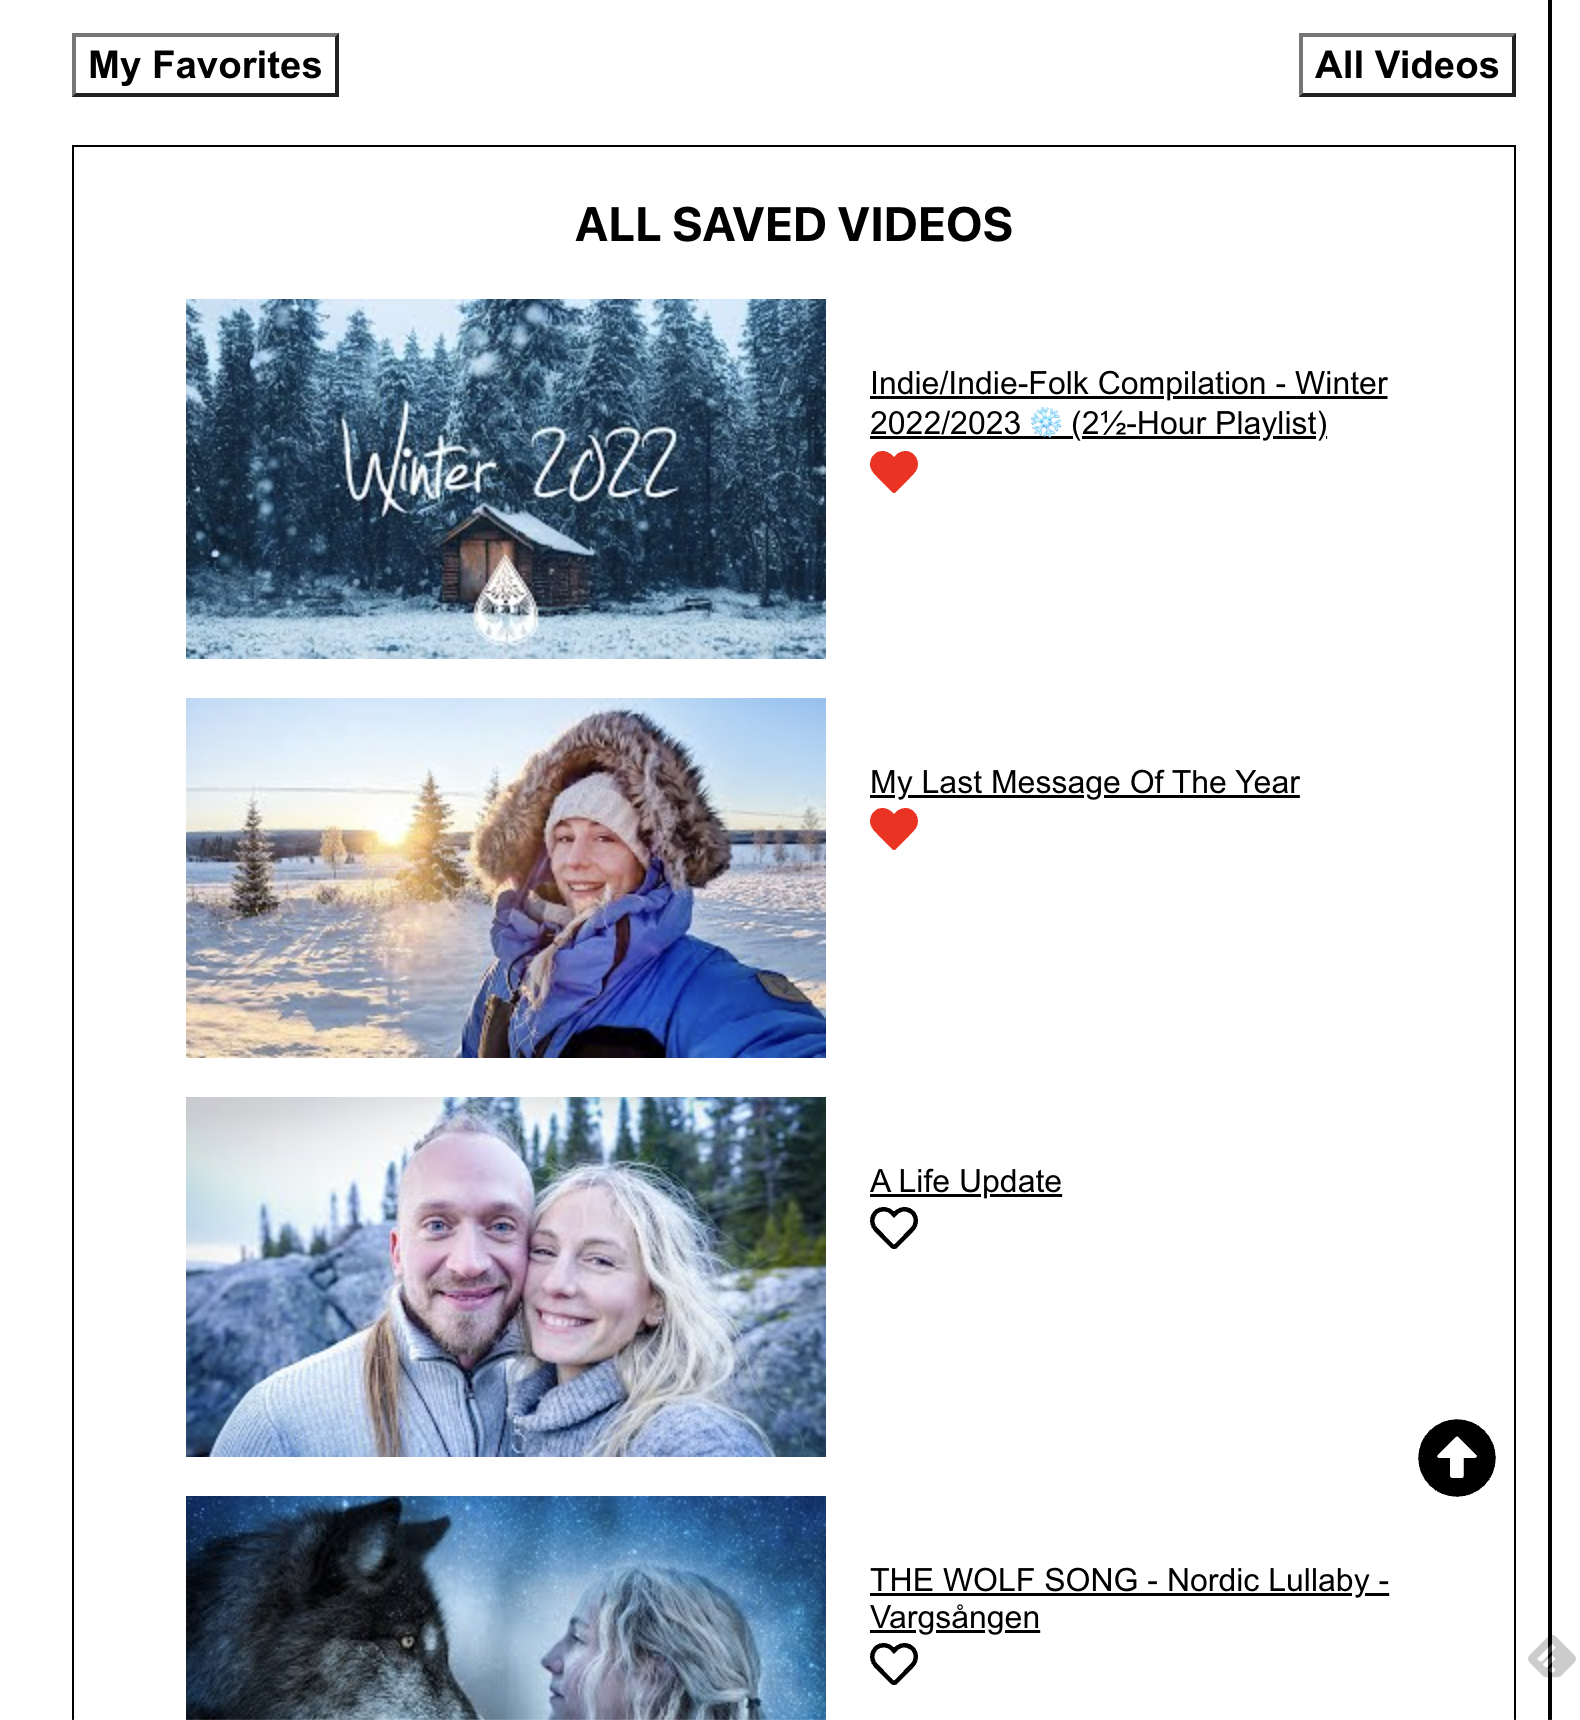 My Favorites
All Videos
ALL SAVED VIDEOS
Winter 2022
Indie/Indie-Folk Compilation - Winter
2022/2023 ❄️ (2½-Hour Playlist)
My Last Message Of The Year
A Life Update
THE WOLF SONG - Nordic Lullaby -
Vargsången